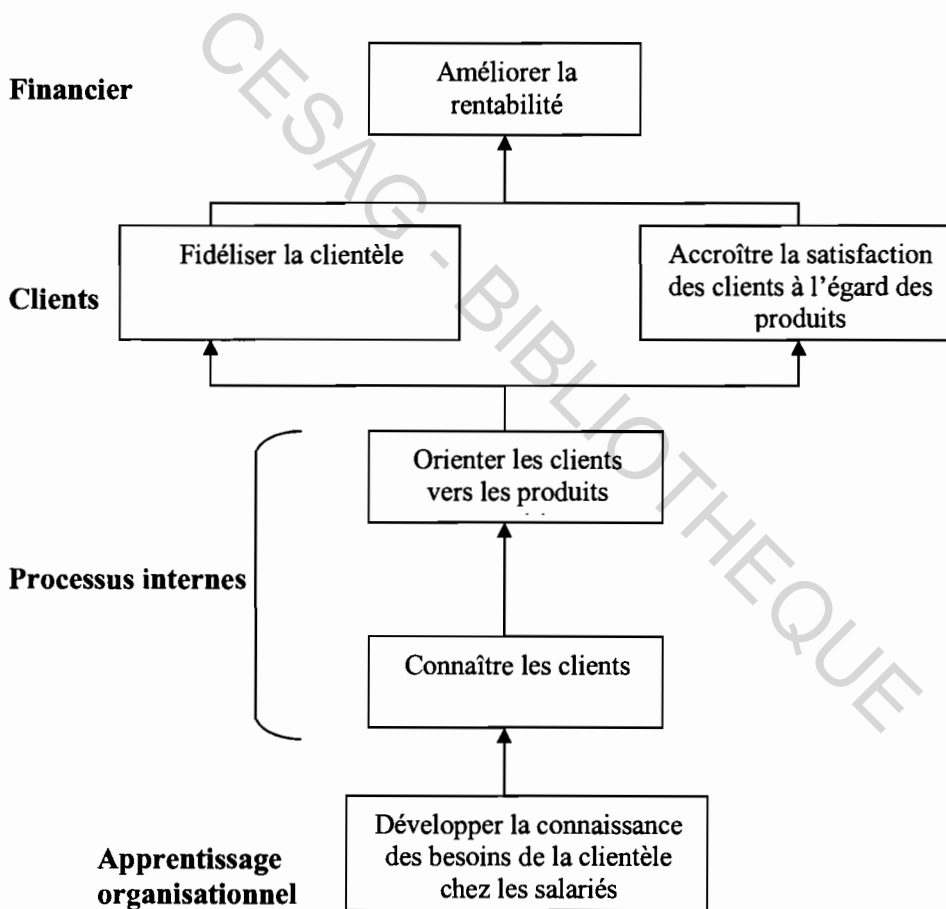 Financier
Améliorer la
rentabilité
Clients
Fidéliser la clientèle
Accroître la satisfaction
des clients à l'égard des
produits
Processus internes
Orienter les clients
vers les produits
Connaître les clients
Apprentissage
organisationnel
Développer la connaissance
des besoins de la clientèle
chez les salariés
CESAG - BIBLIOTHEQUE